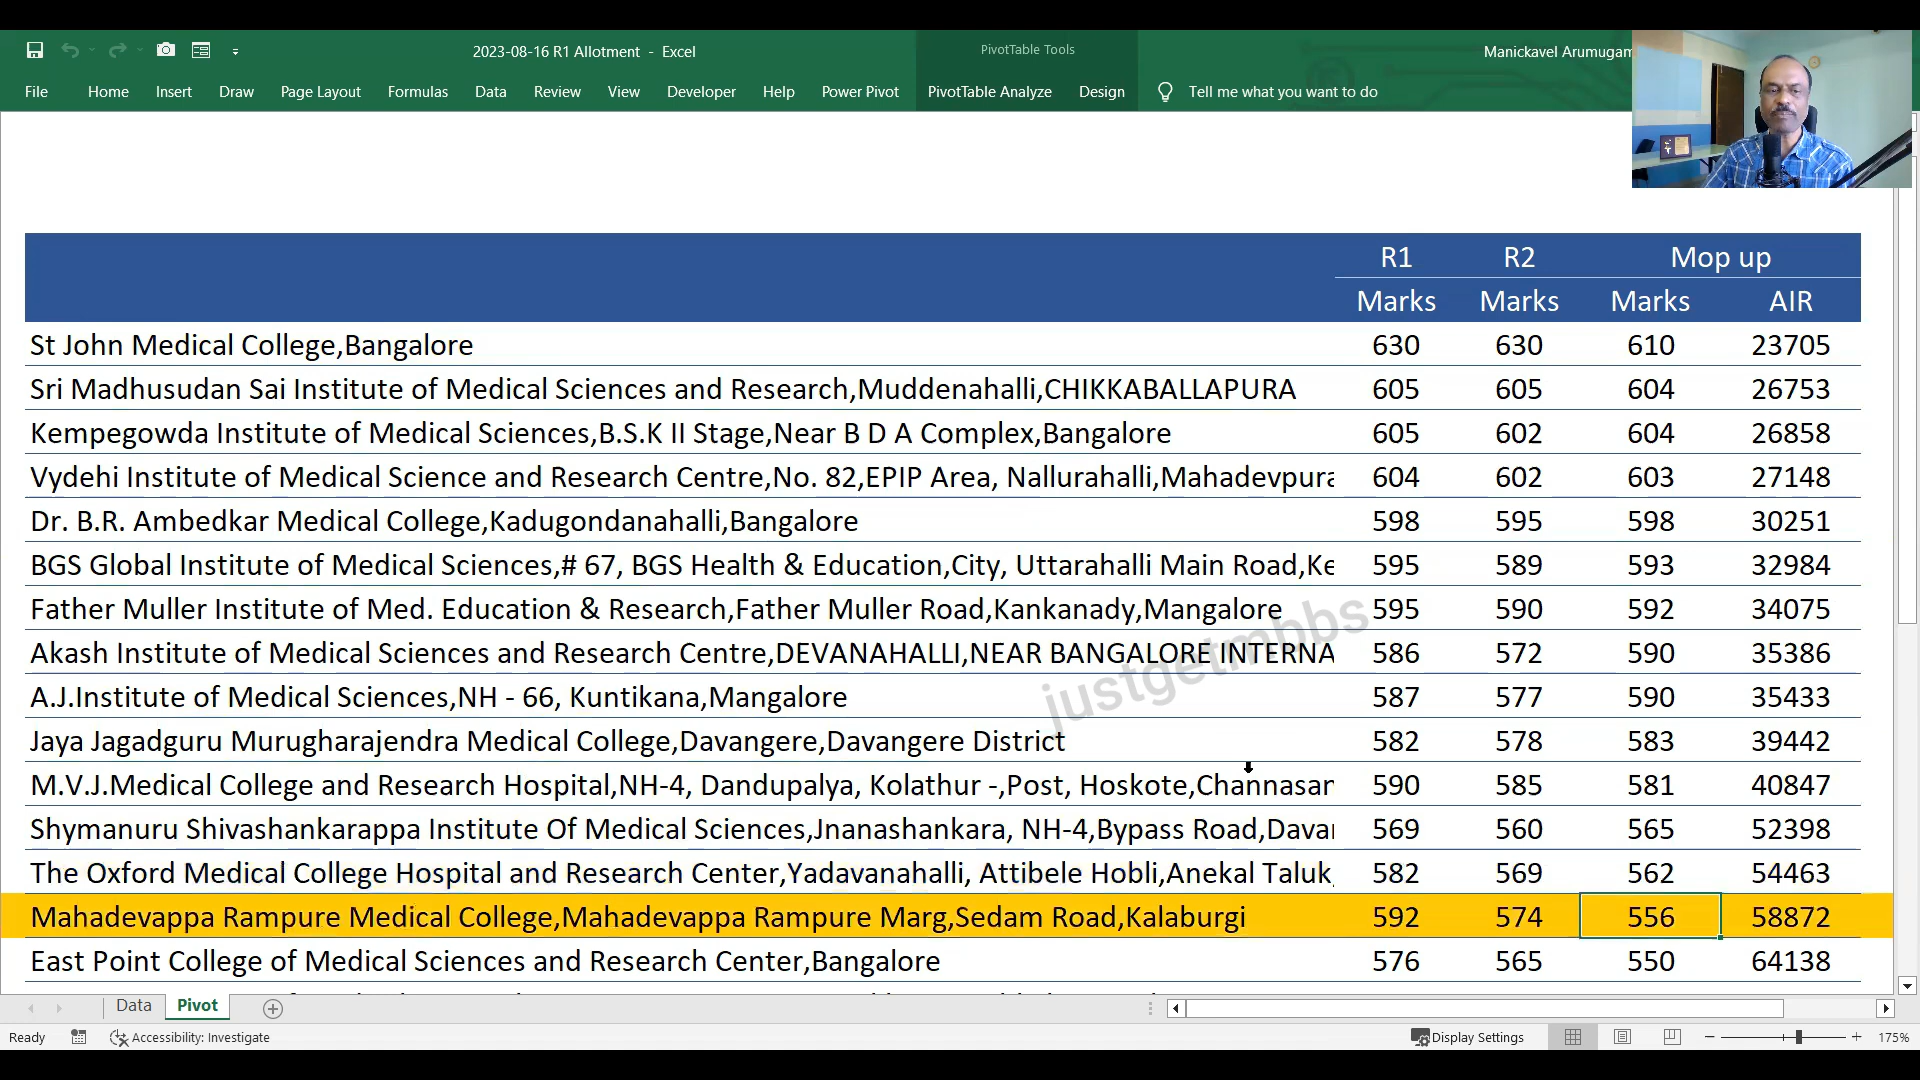 2023-08-16 R1 Allotment - Excel
PivotTable Tools
Manickavel Arumugam
File Home Insert Draw Page Layout Formulas Data Review View Developer Help Power Pivot PivotTable Analyze Design Tell me what you want to do
R1 R2 Mop up
Marks Marks Marks AIR
St John Medical College,Bangalore 630 630 610 23705
Sri Madhusudan Sai Institute of Medical Sciences and Research,Muddenahalli,CHIKKABALLAPURA 605 605 604 26753
Kempegowda Institute of Medical Sciences,B.S.K II Stage,Near B D A Complex,Bangalore 605 602 604 26858
Vydehi Institute of Medical Science and Research Centre,No. 82,EPIP Area, Nallurahalli,Mahadevpura 604 602 603 27148
Dr. B.R. Ambedkar Medical College,Kadugondanahalli,Bangalore 598 595 598 30251
BGS Global Institute of Medical Sciences,# 67, BGS Health & Education,City, Uttarahalli Main Road,Ke 595 589 593 32984
Father Muller Institute of Med. Education & Research,Father Muller Road,Kankanady,Mangalore 595 590 592 34075
Akash Institute of Medical Sciences and Research Centre,DEVANAHALLI,NEAR BANGALORE INTERNA 586 572 590 35386
A.J.Institute of Medical Sciences,NH - 66, Kuntikana,Mangalore 587 577 590 35433
justgetmbbs
Jaya Jagadguru Murugharajendra Medical College,Davangere,Davangere District 582 578 583 39442
M.V.J.Medical College and Research Hospital,NH-4, Dandupalya, Kolathur -,Post, Hoskote,Channasan 590 585 581 40847
Shymanuru Shivashankarappa Institute Of Medical Sciences,Jnanashankara, NH-4,Bypass Road,Davan 569 560 565 52398
The Oxford Medical College Hospital and Research Center,Yadavanahalli, Attibele Hobli,Anekal Taluk, 582 569 562 54463
Mahadevappa Rampure Medical College,Mahadevappa Rampure Marg,Sedam Road,Kalaburgi 592 574 556 58872
East Point College of Medical Sciences and Research Center,Bangalore 576 565 550 64138
Data Pivot
Ready Accessibility: Investigate Display Settings 175%